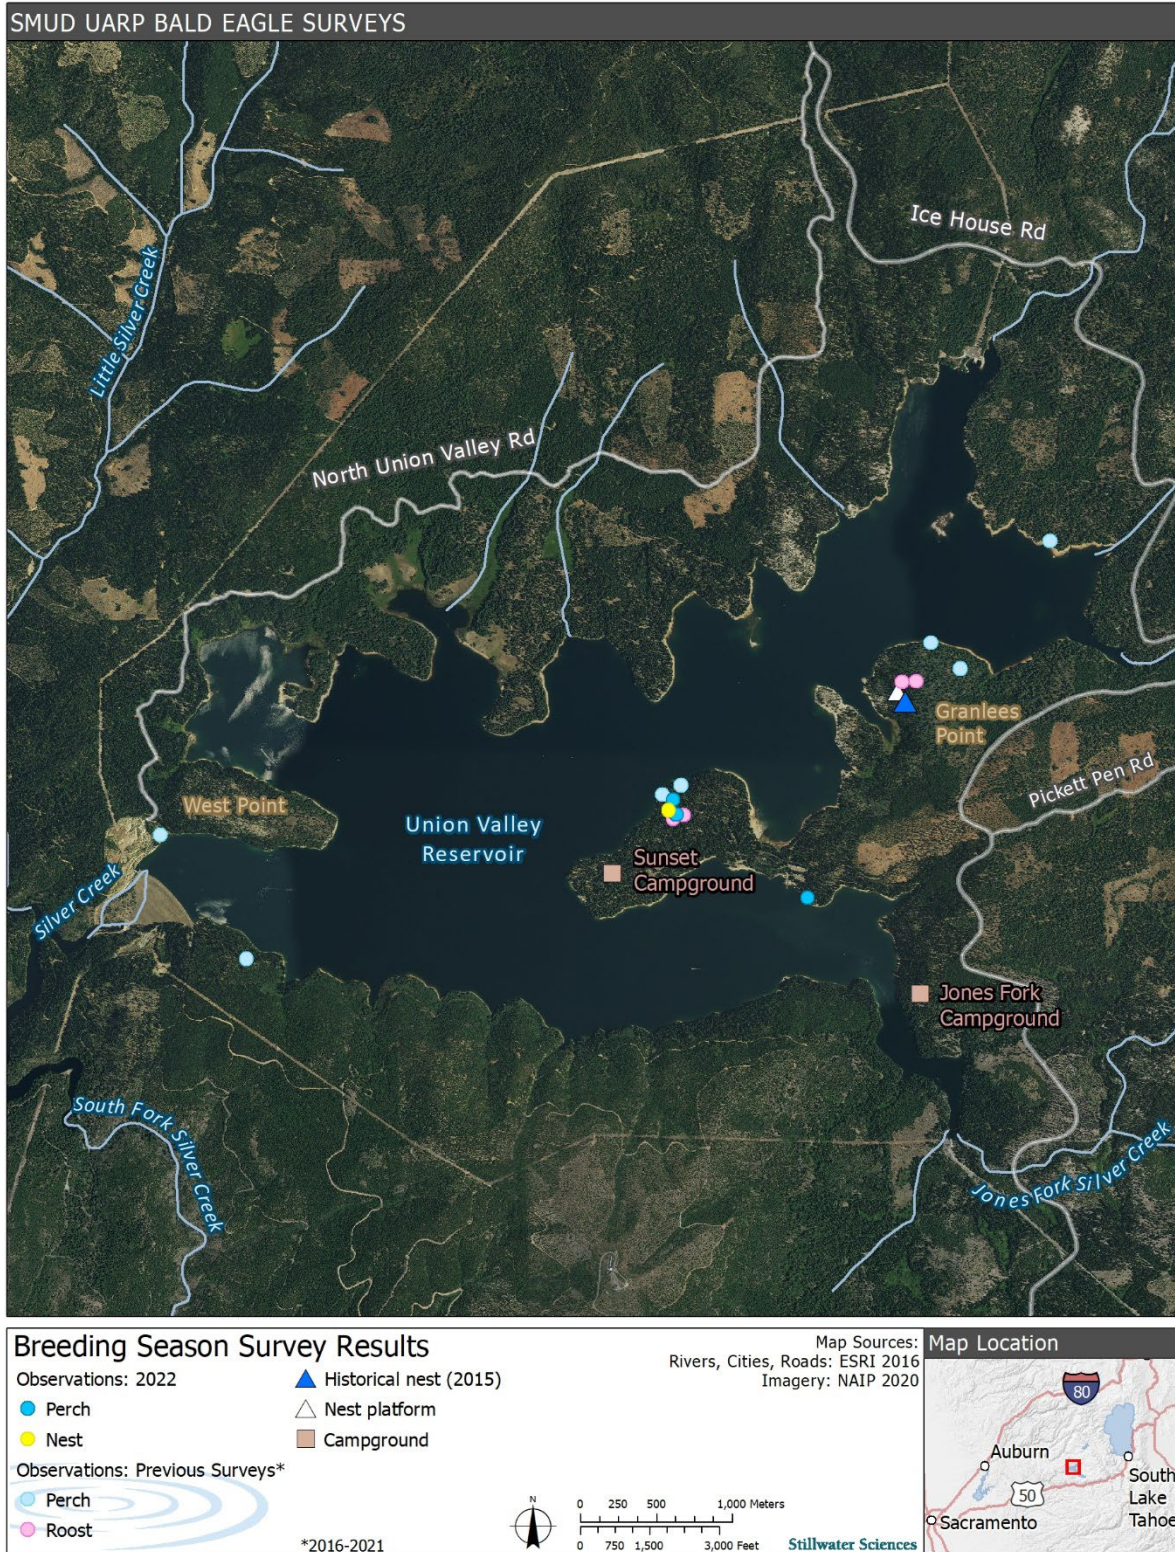 SMUD UARP BALD EAGLE SURVEYS
Ice House Rd
Little Silver Creek
North Union Valley Rd
Granlees
Point
Pickett Pen Rd
West Point
Union Valley
Reservoir
Sunset
Campground
Silver Creek
Jones Fork
Campground
South Fork Silver Creek
Jones Fork Silver Creek
Breeding Season Survey Results
Observations: 2022
Perch
Nest
Observations: Previous Surveys*
Perch
Roost
*2016-2021
Historical nest (2015)
Nest platform
Campground
Map Sources:
Rivers, Cities, Roads: ESRI 2016
Imagery: NAIP 2020
N
0 250 500 1,000 Meters
0 750 1,500 3,000 Feet
Stillwater Sciences
Map Location
80
Auburn
50
South
Lake
Tahoe
Sacramento